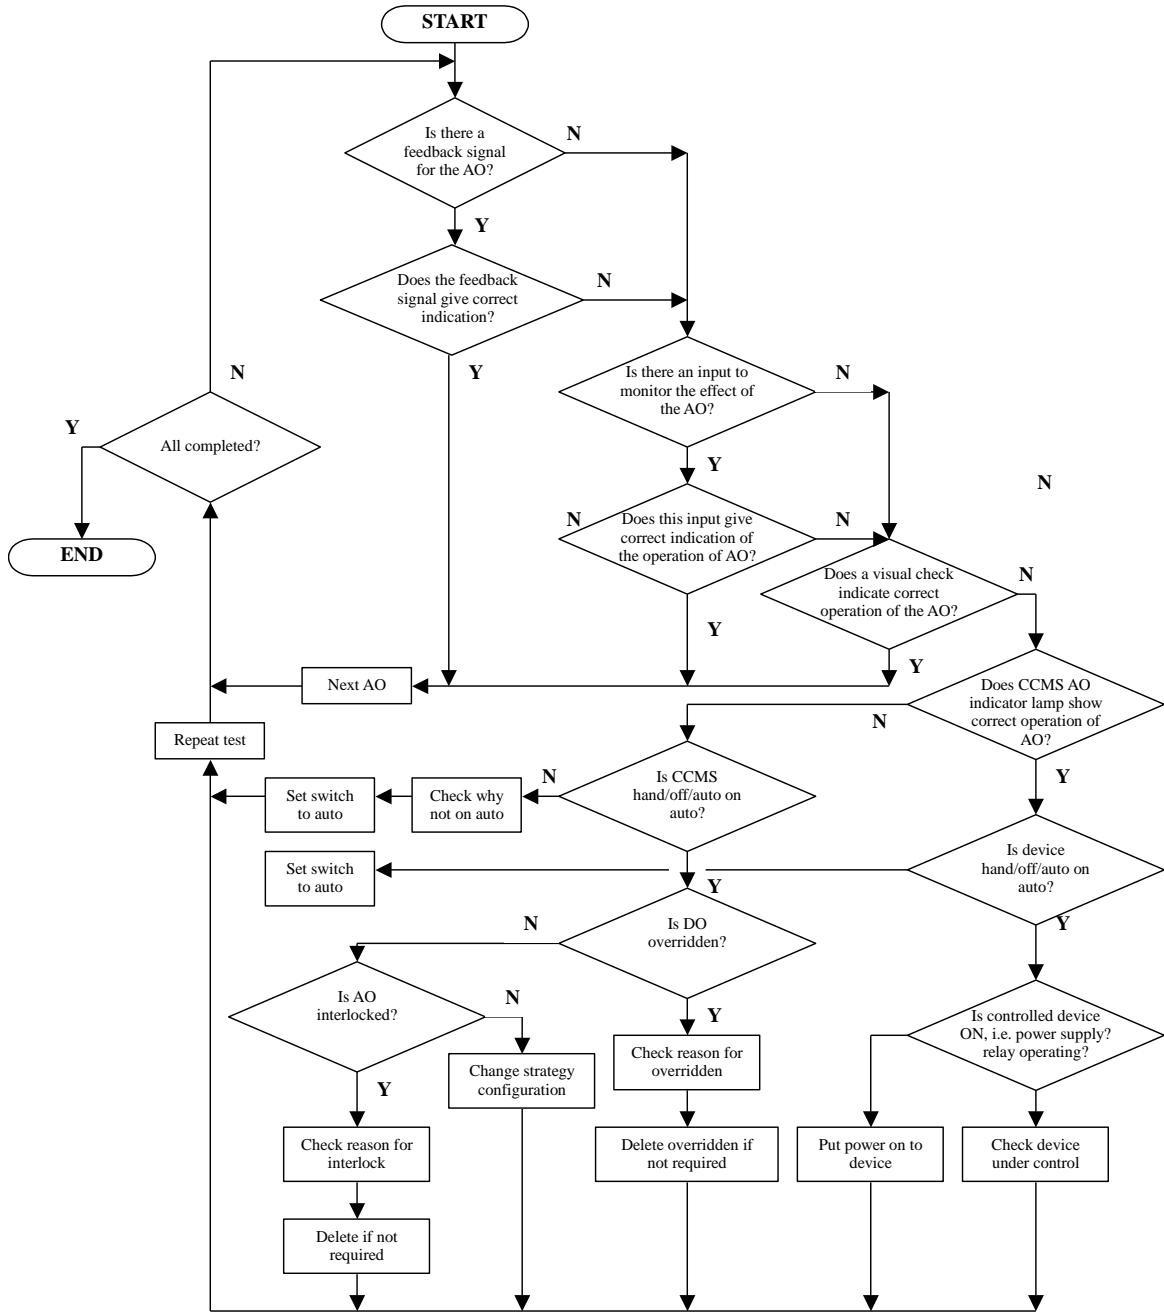 START
Is there a
feedback signal
for the AO?
N
Y
Does the feedback
signal give correct
indication?
N
Y
Is there an input to
monitor the effect of
the AO?
N
Y
N
All completed?
Y
END
N
N
Does this input give
correct indication of
the operation of AO?
N
Y
Does a visual check
indicate correct
operation of the AO?
N
Y
Next AO
Does CCMS AO
indicator lamp show
correct operation of
AO?
N
Y
Repeat test
Is CCMS
hand/off/auto on
auto?
N
Check why
not on auto
Set switch
to auto
Y
Is device
hand/off/auto on
auto?
Set switch
to auto
Y
Is DO
overridden?
N
Y
Is AO
interlocked?
N
Y
Is controlled device
ON, i.e. power supply?
relay operating?
Check reason for
overridden
Change strategy
configuration
Check reason for
interlock
Delete overridden if
not required
Put power on to
device
Check device
under control
Delete if not
required